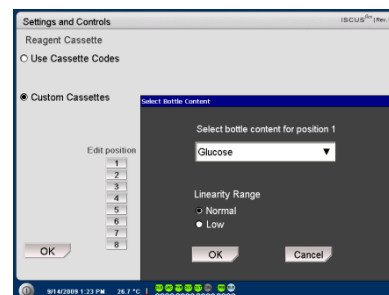 Settings and Controls
ISCUS Flex | Rev.
Reagent Cassette
Use Cassette Codes
Custom Cassettes
Select Bottle Content
Select bottle content for position 1
Edit position
Glucose
1
2
3
4
5
6
7
8
Linearity Range
Normal
Low
OK
OK
Cancel
9/14/2009 1:23 PM 26.7 °C